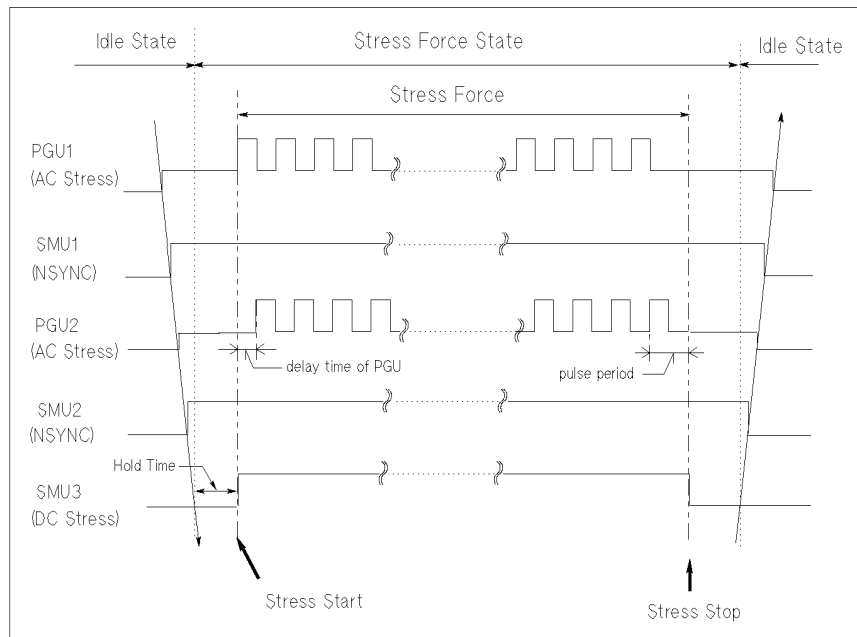 Idle State
Stress Force State
Idle State
Stress Force
PGU1
(AC Stress)
SMU1
(NSYNC)
PGU2
(AC Stress)
delay time of PGU
pulse period
SMU2
(NSYNC)
Hold Time
SMU3
(DC Stress)
Stress Start
Stress Stop